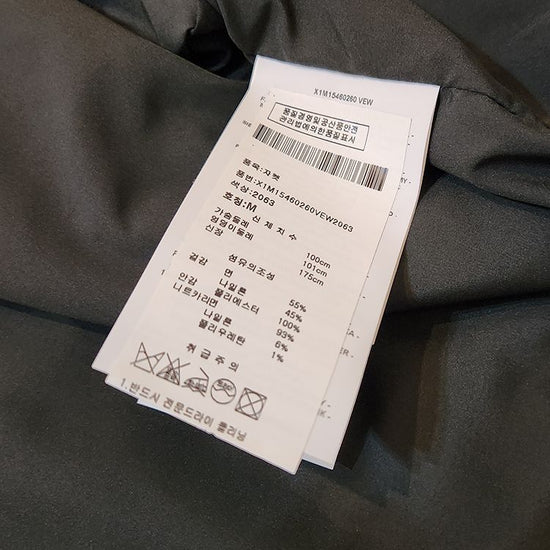 X1M15460260 VEW
품질경영및공산품안전
관리법에의한품질표시
품목:자켓
품번:X1M15460260VEW2063
색상:2063
호칭:M
신체치수
가슴둘레 100cm
엉덩이둘레 101cm
신장 175cm
섬유의조성
겉감 면 55%
나일론 45%
안감 폴리에스터 100%
니트카라면 93%
나일론 6%
폴리우레탄 1%
취급주의
1.반드시 전문드라이 클리닝